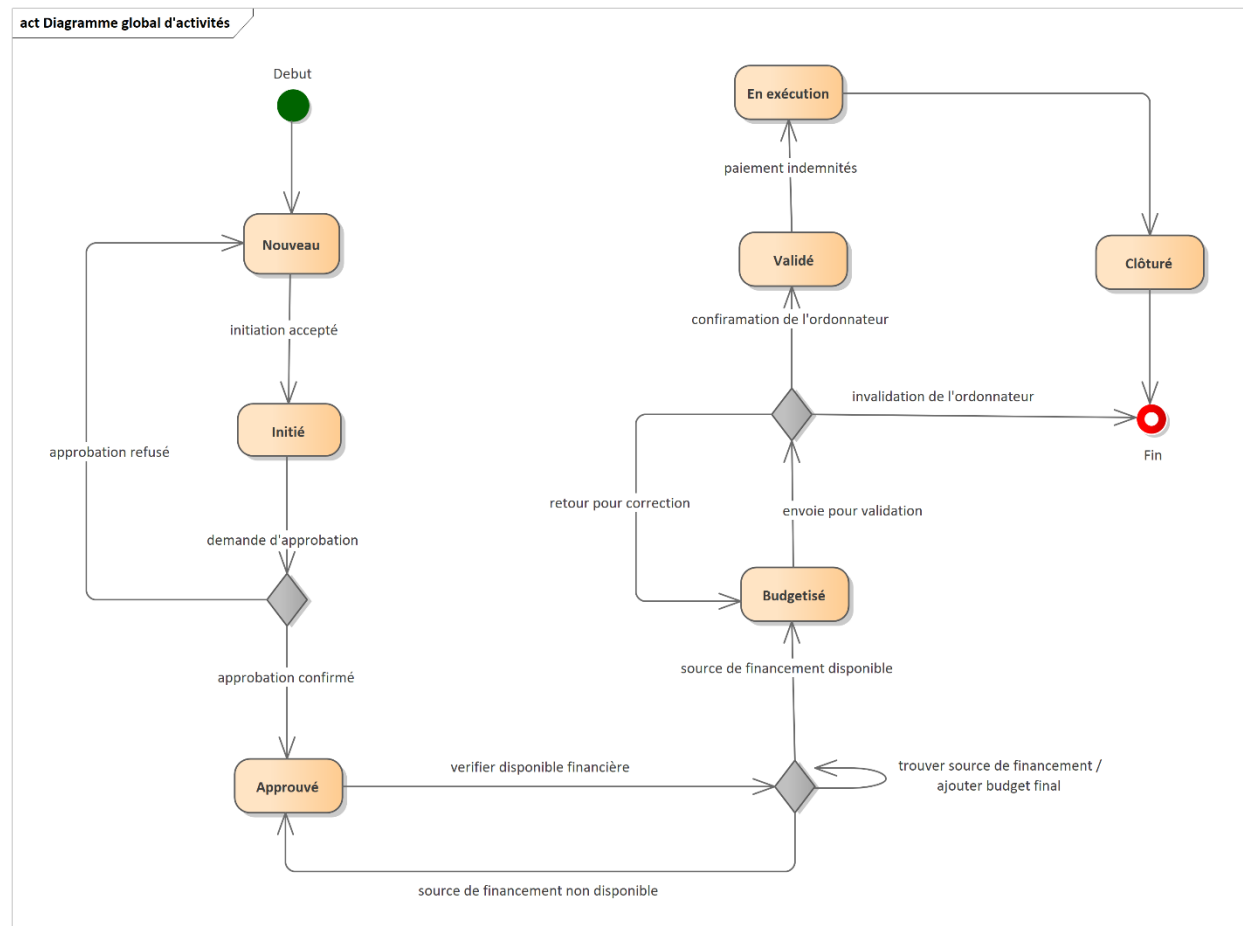 act Diagramme global d'activités
Debut
Nouveau
initiation accepté
Initié
approbation refusé
demande d'approbation
approbation confirmé
Approuvé
verifier disponible financière
source de financement non disponible
trouver source de financement /
ajouter budget final
source de financement disponible
Budgetisé
envoie pour validation
retour pour correction
invalidation de l'ordonnateur
confiramation de l'ordonnateur
Validé
paiement indemnités
En exécution
Clôturé
Fin